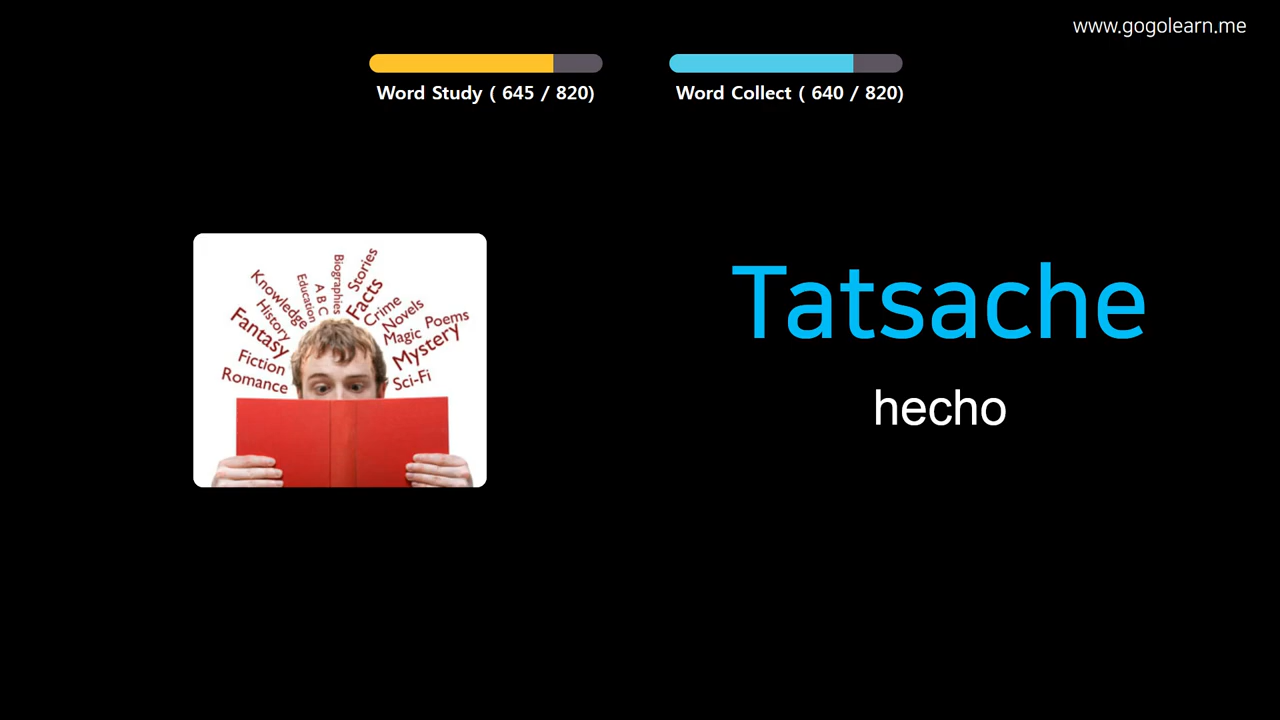 www.gogolearn.me
Word Study ( 645 / 820)
Word Collect ( 640 / 820)
Stories
Biographies
Facts
A B C
Education
Knowledge
Crime
History
Novels
Poems
Fantasy
Magic
Mystery
Fiction
Romance
Sci-Fi
Tatsache
hecho